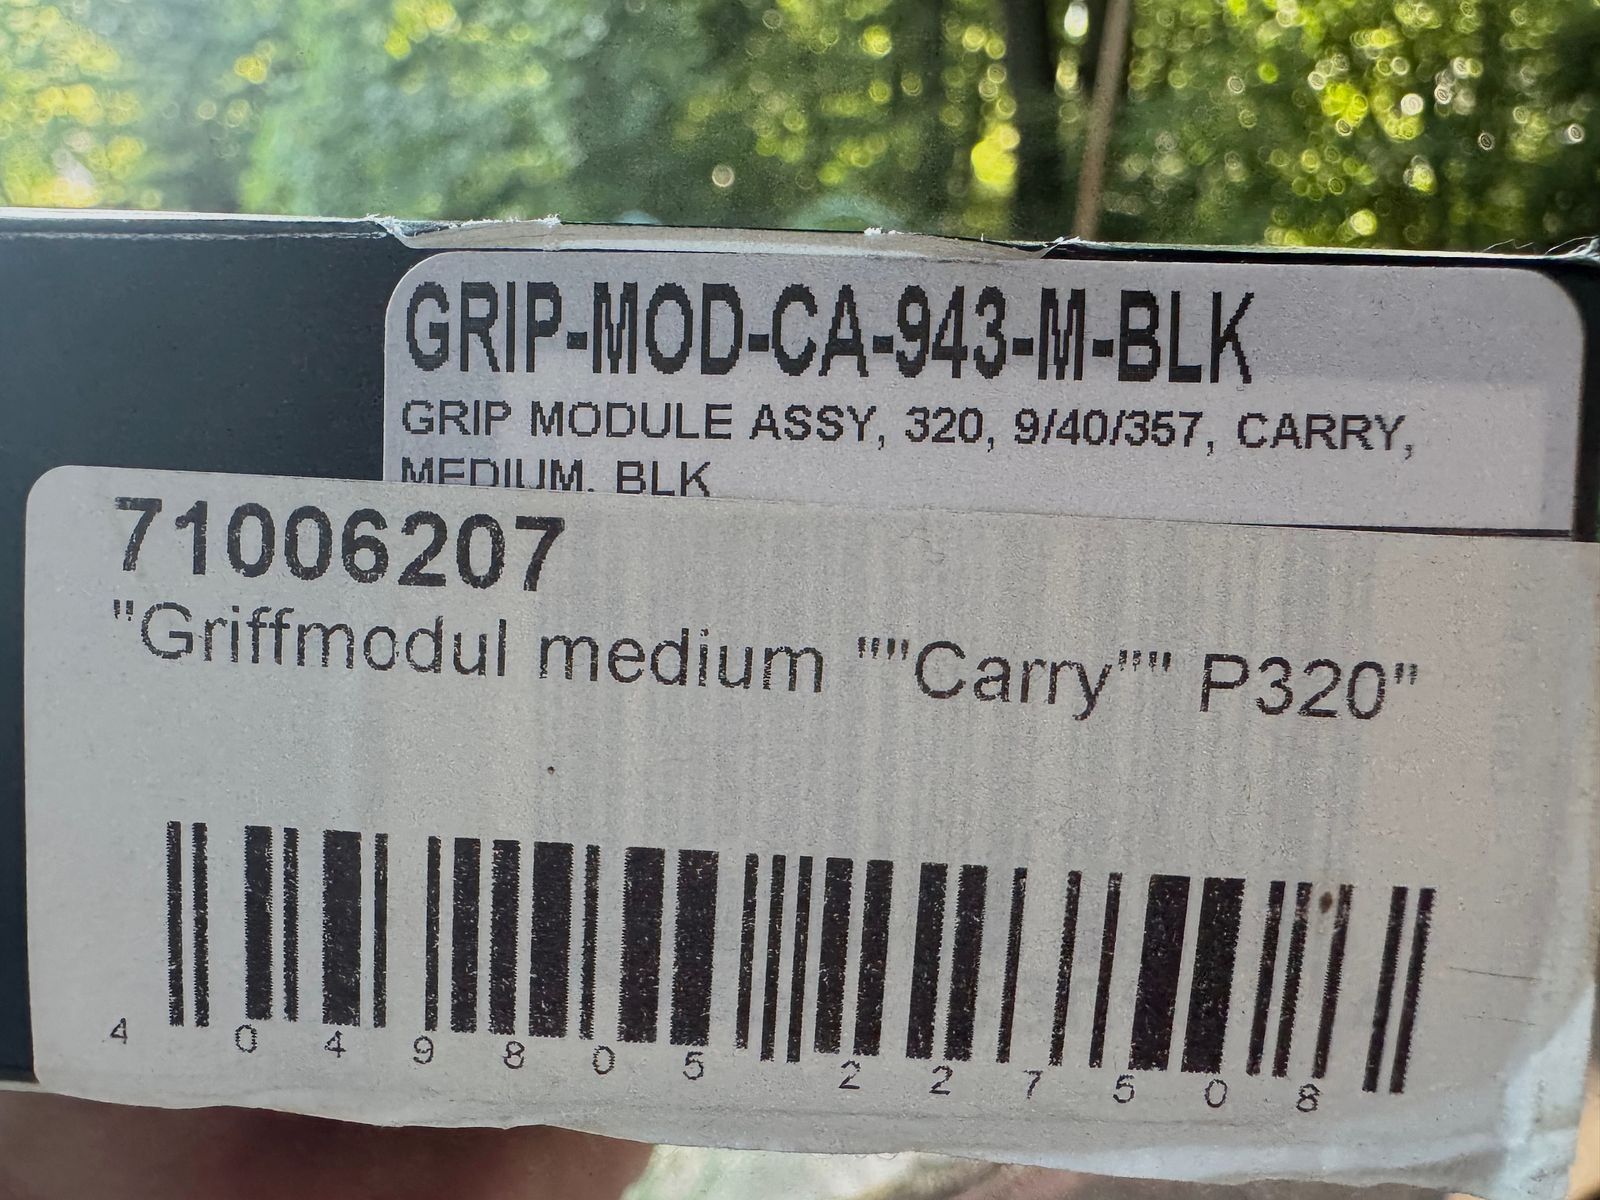 GRIP-MOD-CA-943-M-BLK
GRIP MODULE ASSY, 320, 9/40/357, CARRY,
MEDIUM, BLK
71006207
"Griffmodul medium ""Carry"" P320"
4 049805 227508